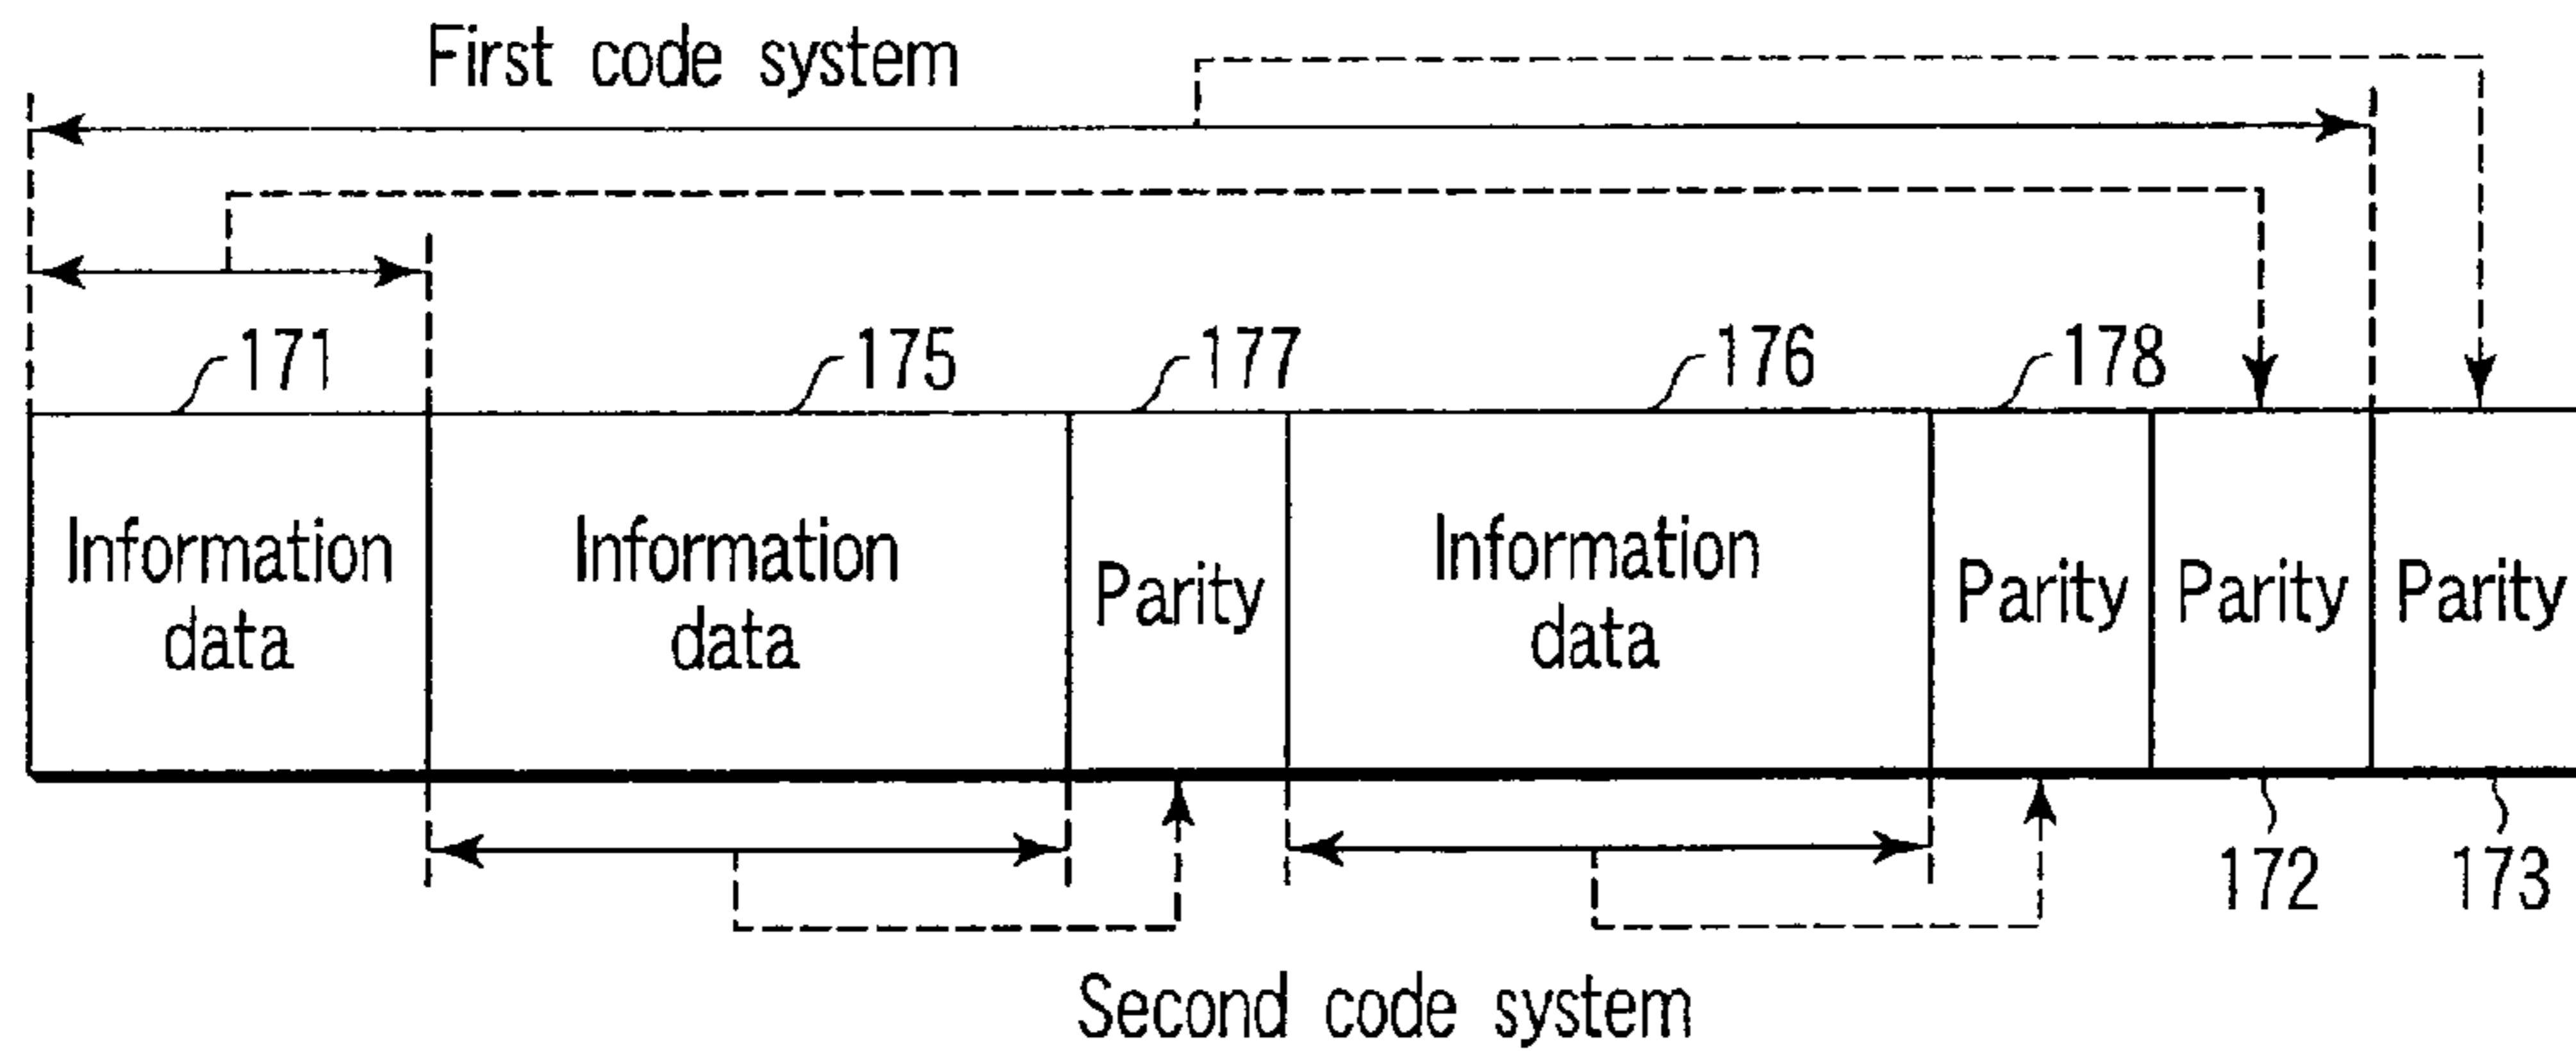 First code system
171
175
177
176
178
Information
data
Information
data
Parity
Information
data
Parity
Parity
Parity
172
173
Second code system